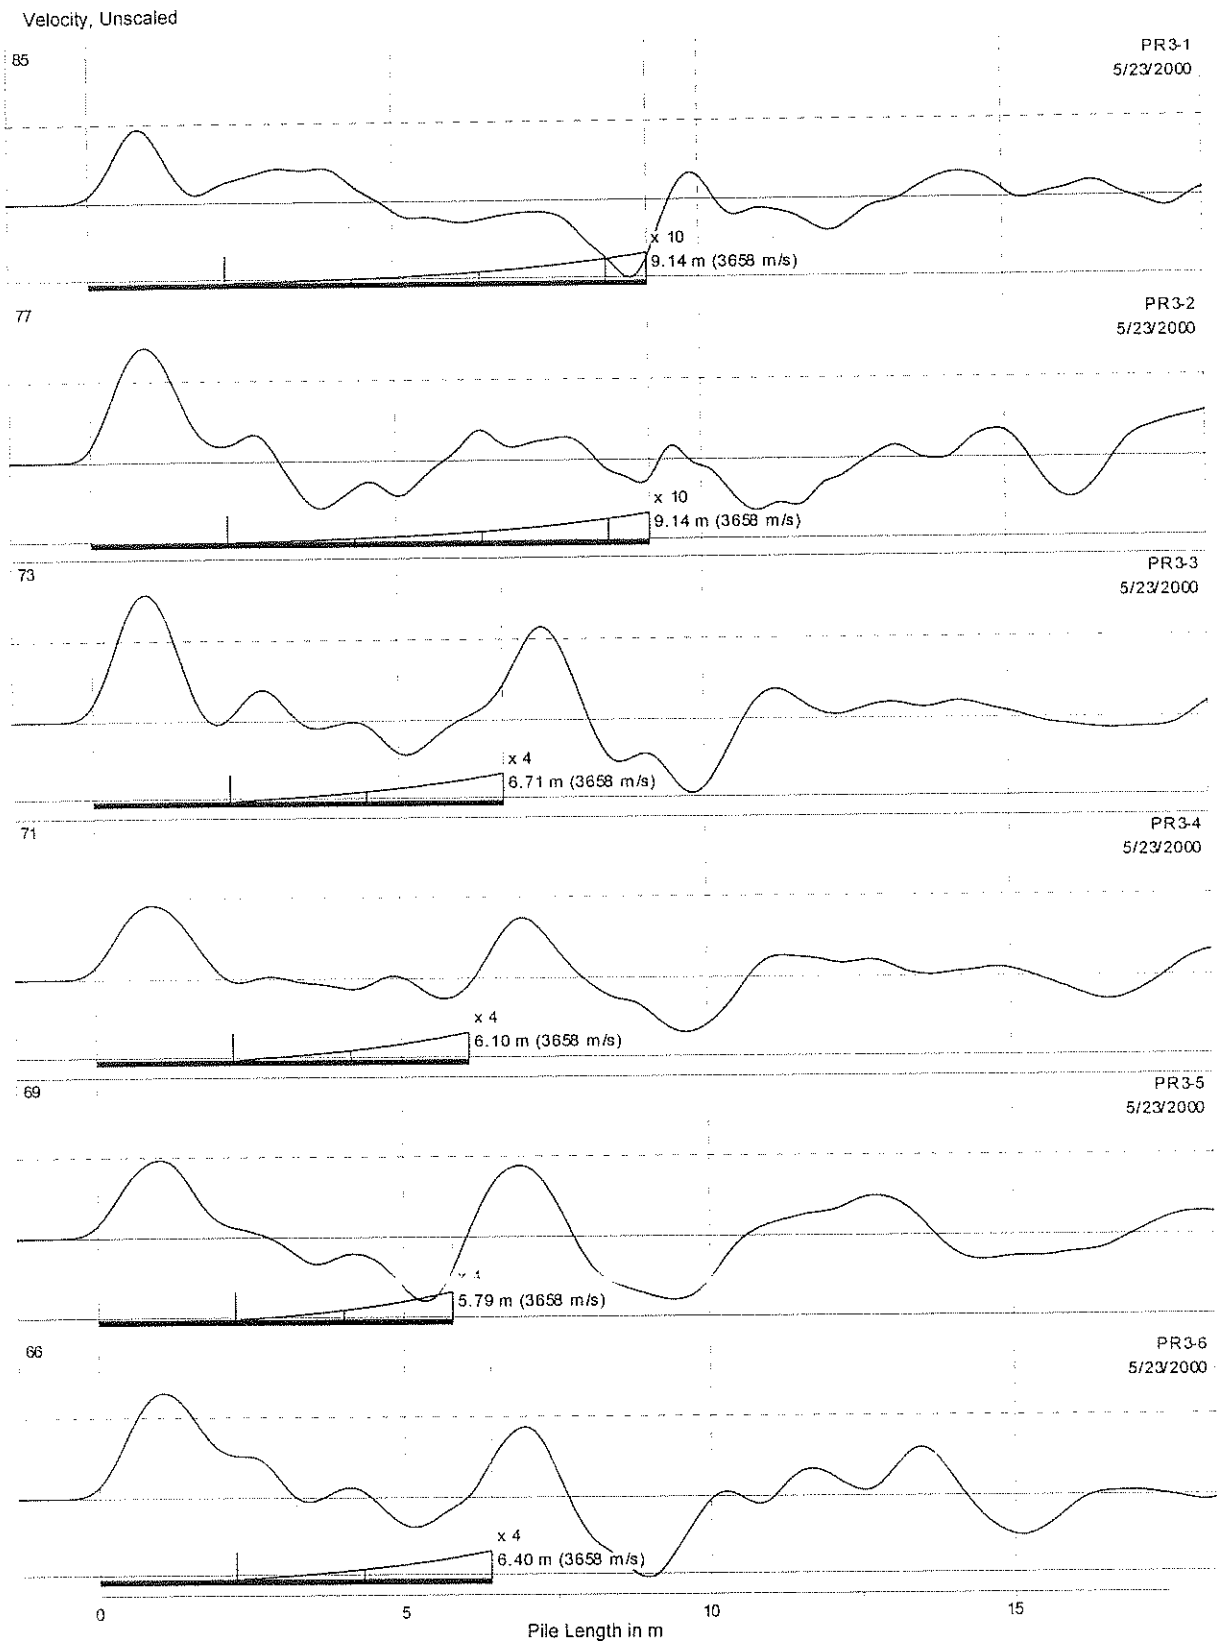 Velocity, Unscaled
85
PR3-1
5/23/2000
x 10
9.14 m (3658 m/s)
77
PR3-2
5/23/2000
x 10
9.14 m (3658 m/s)
73
PR3-3
5/23/2000
x 4
6.71 m (3658 m/s)
71
PR3-4
5/23/2000
x 4
6.10 m (3658 m/s)
69
PR3-5
5/23/2000
x 4
5.79 m (3658 m/s)
66
PR3-6
5/23/2000
x 4
6.40 m (3658 m/s)
0 5 10 15
Pile Length in m